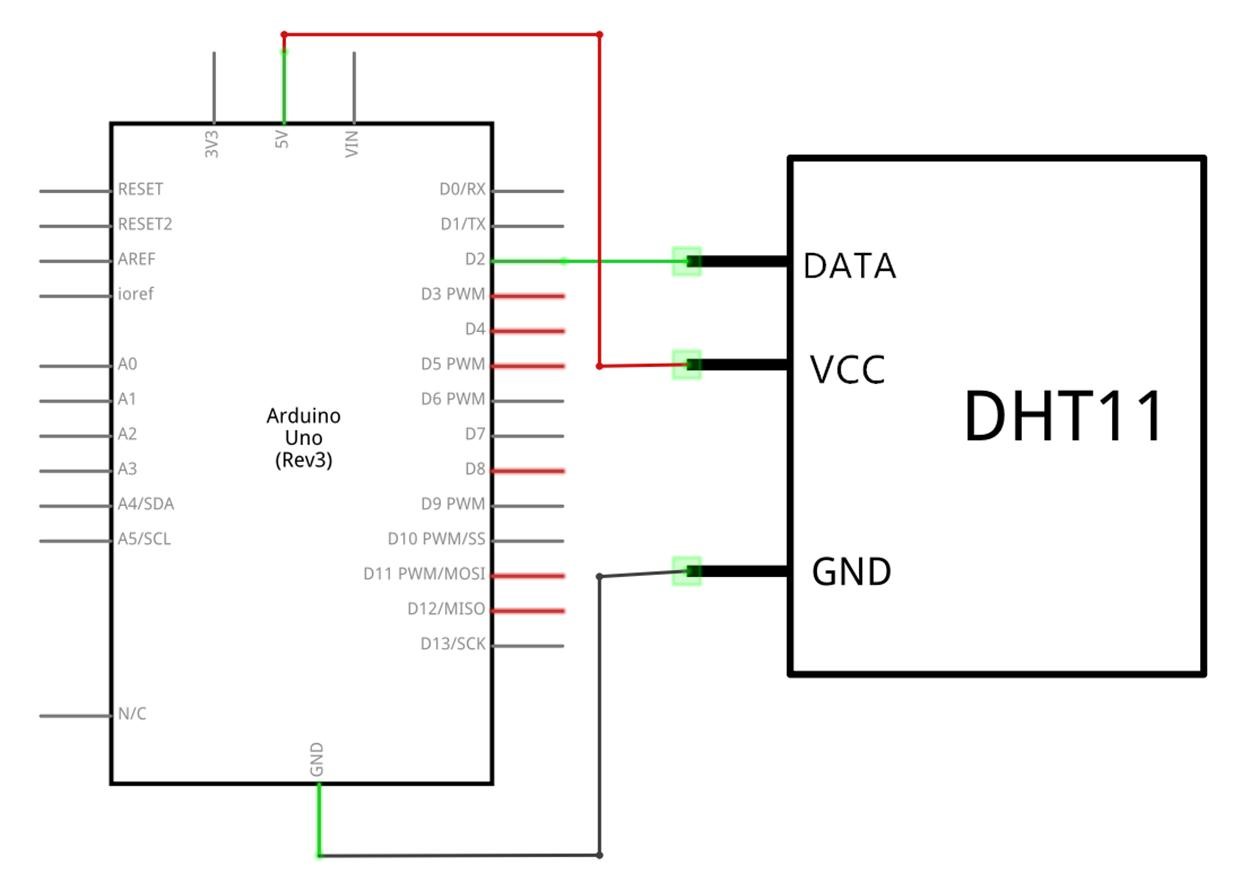 3V3
5V
VIN
RESET
RESET2
AREF
ioref
A0
A1
A2
A3
A4/SDA
A5/SCL
N/C
Arduino
Uno
(Rev3)
D0/RX
D1/TX
D2
D3 PWM
D4
D5 PWM
D6 PWM
D7
D8
D9 PWM
D10 PWM/SS
D11 PWM/MOSI
D12/MISO
D13/SCK
GND
DATA
VCC
DHT11
GND